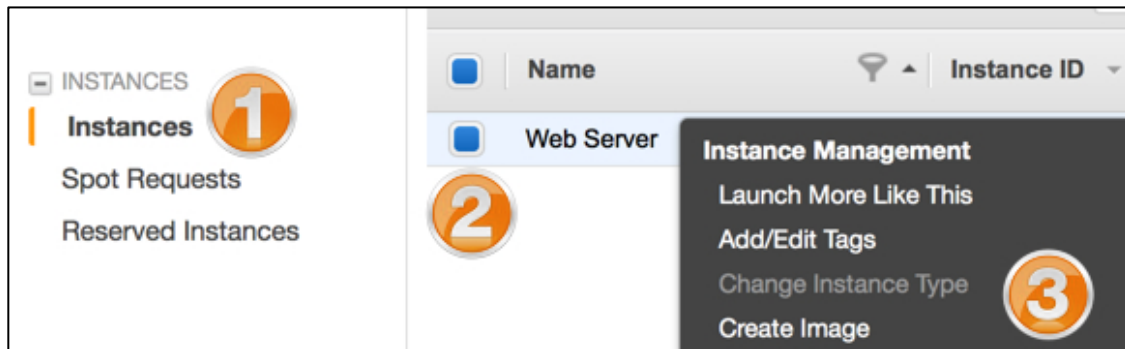 INSTANCES
Instances
1
Spot Requests
Reserved Instances
Name
Instance ID
Web Server
2
Instance Management
Launch More Like This
Add/Edit Tags
Change Instance Type
3
Create Image